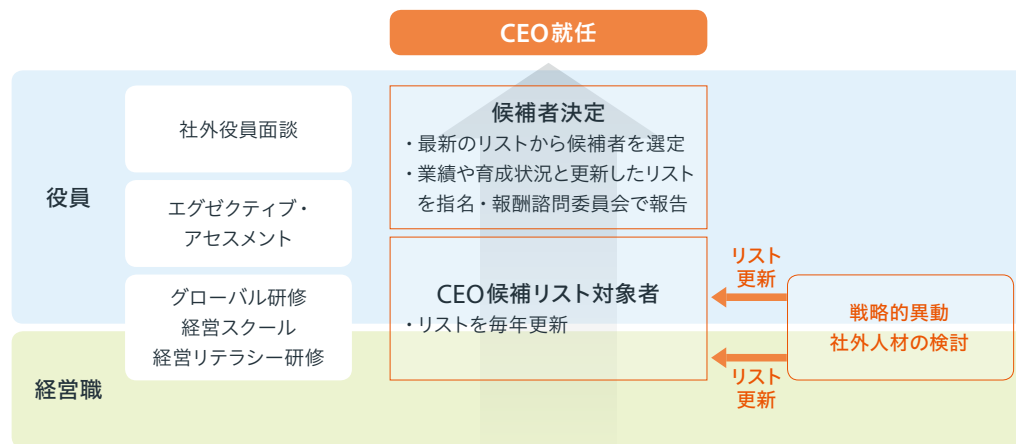 CEO就任
役員
社外役員面談
エグゼクティブ・
アセスメント
グローバル研修
経営スクール
経営リテラシー研修
候補者決定
・最新のリストから候補者を選定
・業績や育成状況と更新したリスト
を指名・報酬諮問委員会で報告
CEO候補リスト対象者
・リストを毎年更新
リスト
更新
戦略的異動
社外人材の検討
リスト
更新
経営職